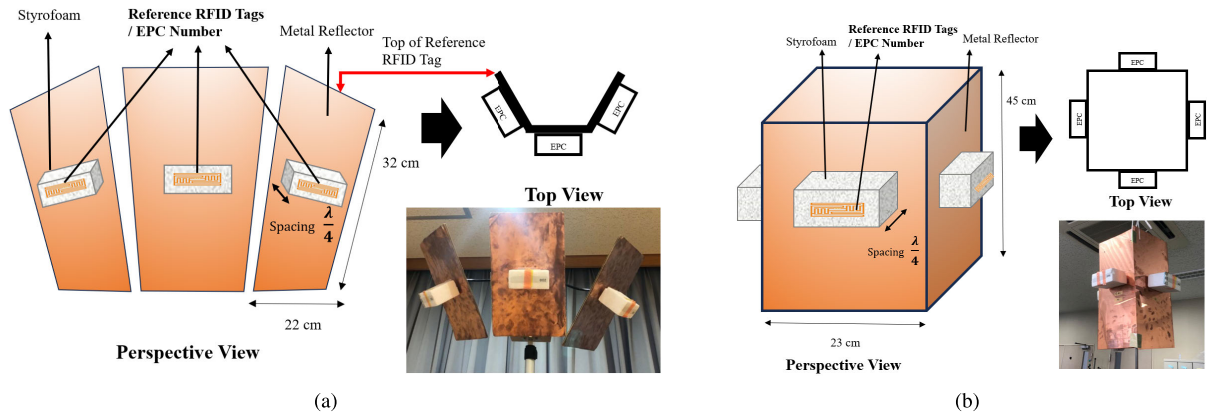 Styrofoam
Reference RFID Tags
/ EPC Number
Metal Reflector
Top of Reference
RFID Tag
EPC
EPC
EPC
Top View
32 cm
Spacing λ/4
22 cm
Perspective View
(a)
Styrofoam
Reference RFID Tags
/ EPC Number
Metal Reflector
45 cm
EPC
EPC
EPC
EPC
Top View
Spacing λ/4
23 cm
Perspective View
(b)